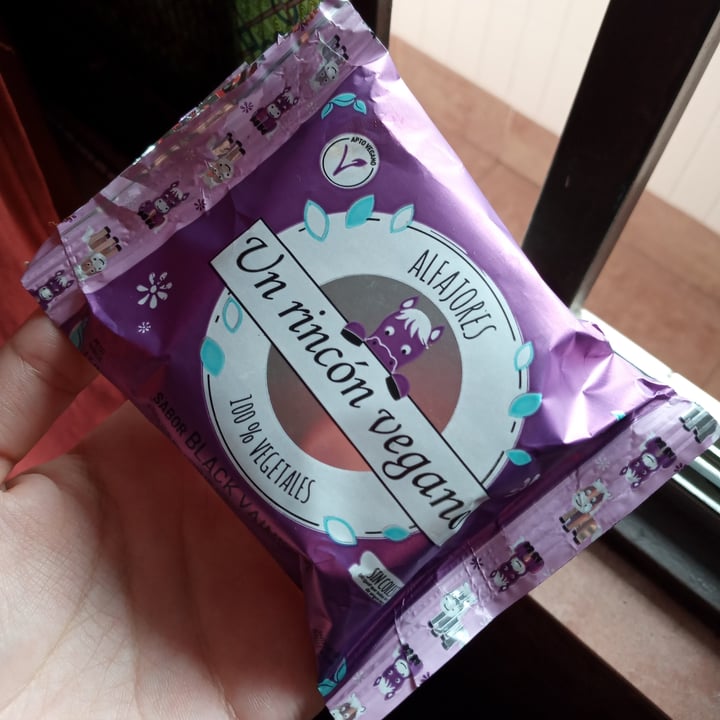 APTO VEGANO
ALFAJORES
Un rincón vegano
100% VEGETALES
SABOR BLACK